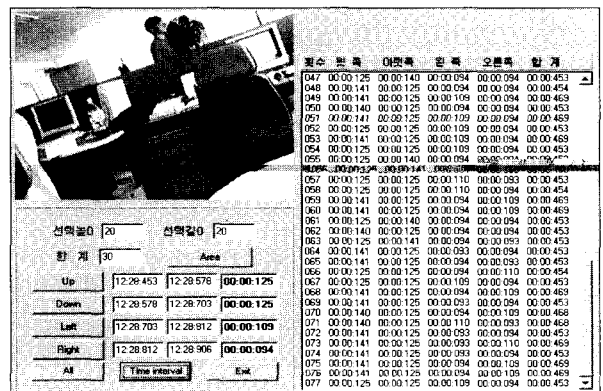 횟수 윗 쪽 아랫쪽 왼 쪽 오른쪽 합 계
047 00:00:125 00:00:140 00:00:094 00:00:094 00:00:453
048 00:00:141 00:00:125 00:00:094 00:00:094 00:00:454
049 00:00:141 00:00:125 00:00:109 00:00:094 00:00:469
050 00:00:140 00:00:125 00:00:094 00:00:094 00:00:453
051 00:00:141 00:00:125 00:00:109 00:00:094 00:00:469
052 00:00:125 00:00:125 00:00:109 00:00:094 00:00:453
053 00:00:141 00:00:125 00:00:109 00:00:094 00:00:469
054 00:00:125 00:00:125 00:00:109 00:00:094 00:00:453
055 00:00:125 00:00:140 00:00:094
057 00:00:125 00:00:125 00:00:110 00:00:093 00:00:453
058 00:00:125 00:00:125 00:00:110 00:00:094 00:00:454
059 00:00:141 00:00:125 00:00:094 00:00:109 00:00:469
060 00:00:141 00:00:125 00:00:094 00:00:109 00:00:469
061 00:00:125 00:00:140 00:00:094 00:00:094 00:00:453
062 00:00:140 00:00:125 00:00:094 00:00:094 00:00:453
063 00:00:125 00:00:141 00:00:094 00:00:093 00:00:453
064 00:00:141 00:00:125 00:00:093 00:00:094 00:00:453
065 00:00:141 00:00:125 00:00:094 00:00:093 00:00:453
066 00:00:125 00:00:125 00:00:094 00:00:110 00:00:454
067 00:00:125 00:00:125 00:00:109 00:00:094 00:00:453
068 00:00:141 00:00:125 00:00:094 00:00:109 00:00:469
069 00:00:141 00:00:125 00:00:093 00:00:094 00:00:453
070 00:00:140 00:00:125 00:00:094 00:00:109 00:00:468
071 00:00:140 00:00:125 00:00:110 00:00:093 00:00:468
072 00:00:141 00:00:125 00:00:093 00:00:094 00:00:453
073 00:00:141 00:00:125 00:00:093 00:00:110 00:00:469
074 00:00:141 00:00:125 00:00:093 00:00:094 00:00:453
075 00:00:141 00:00:125 00:00:094 00:00:109 00:00:469
076 00:00:141 00:00:125 00:00:094 00:00:109 00:00:469
077 00:00:125 00:00:125 00:00:109 00:00:094 00:00:453
선택높이 20 선택길이 20
한 계 30 Area
Up 12:28:453 12:28:578 00:00:125
Down 12:28:578 12:28:703 00:00:125
Left 12:28:703 12:28:812 00:00:109
Right 12:28:812 12:28:906 00:00:094
All Time interval Exit